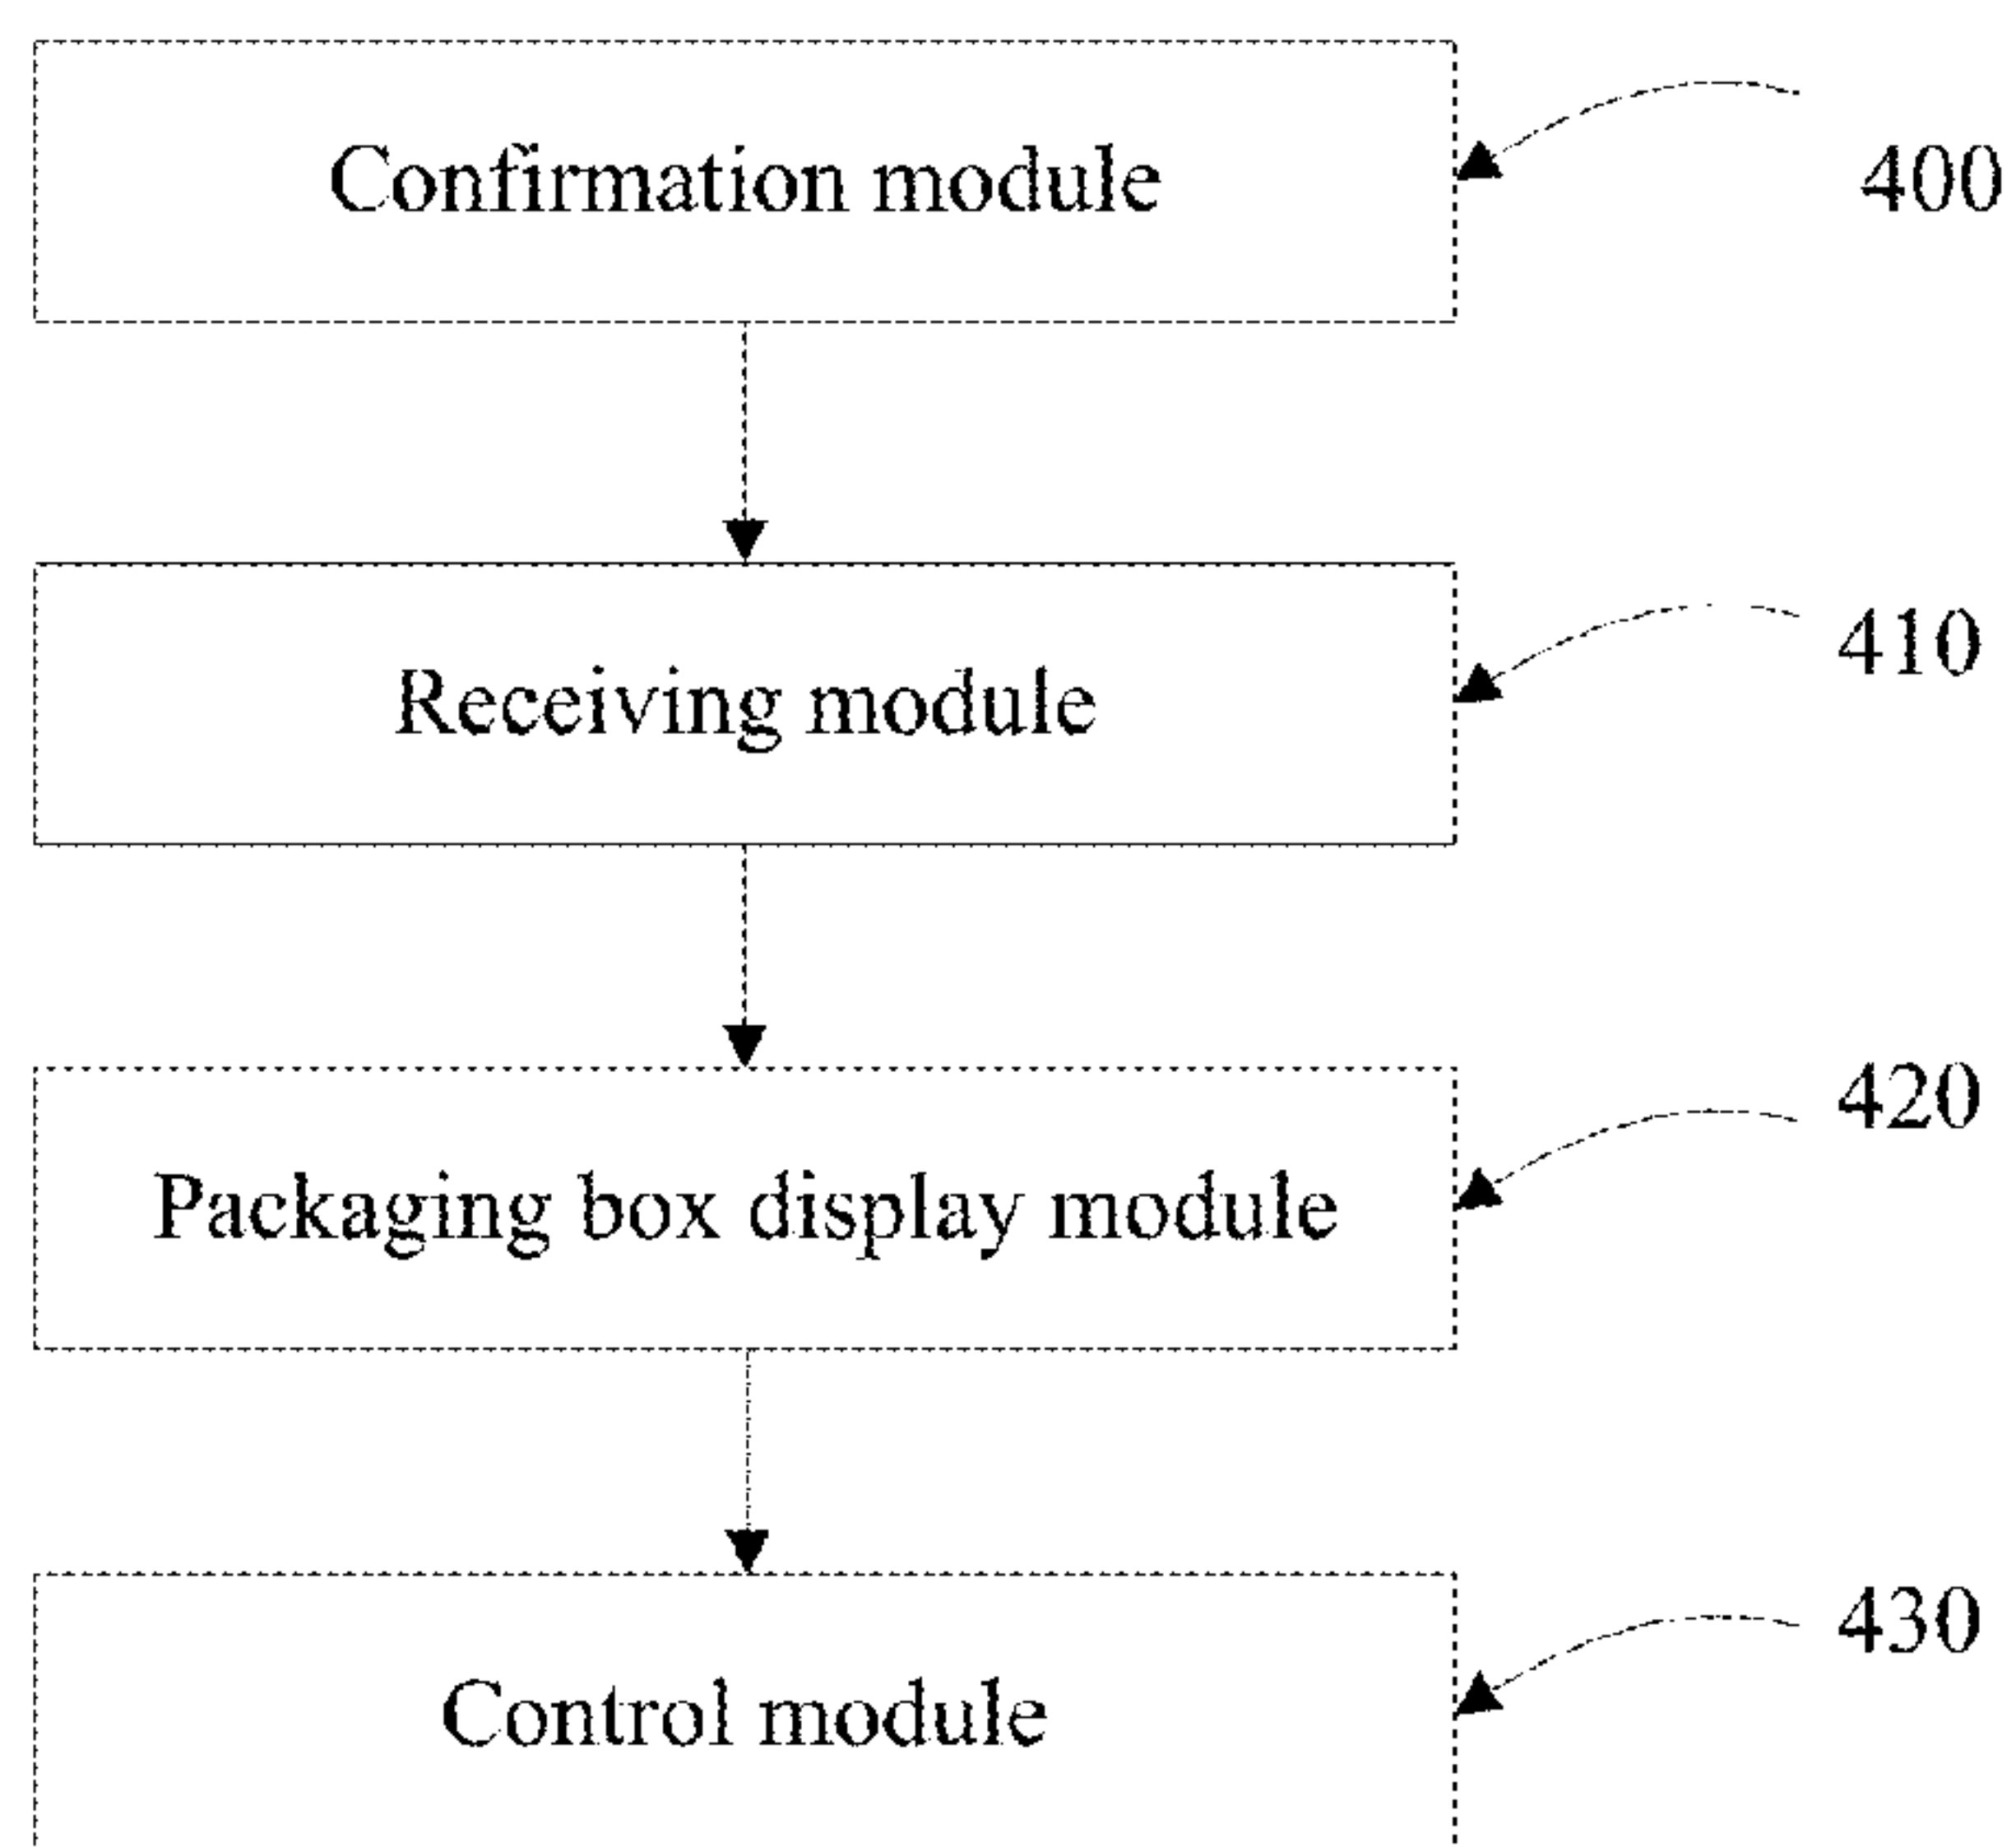 Confirmation module
400
Receiving module
410
Packaging box display module
420
Control module
430